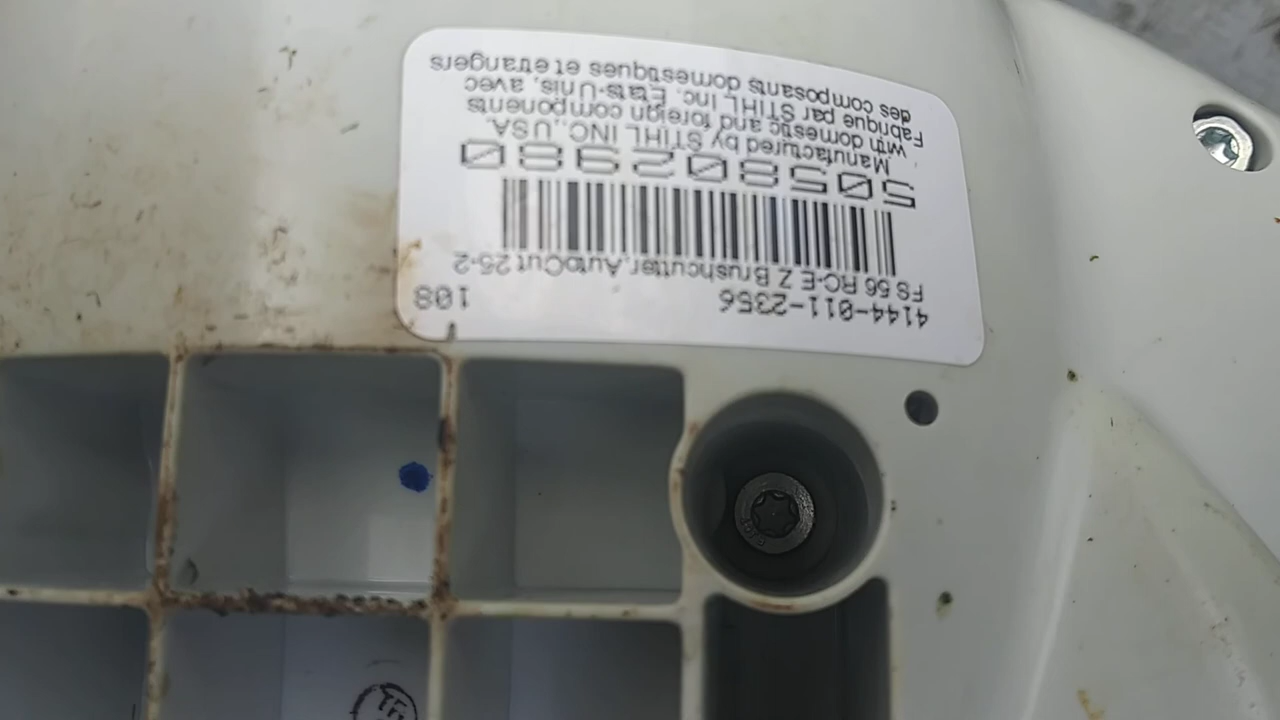 4144-011-2356 108
FS 56 RC-E Z Brushcutter,AutoCut 25-2
505802980
Manufactured by STIHL INC.,USA.
with domestic and foreign components
Fabrique par STIHL Inc. Etats-Unis, avec
des composants domestiques et etrangers